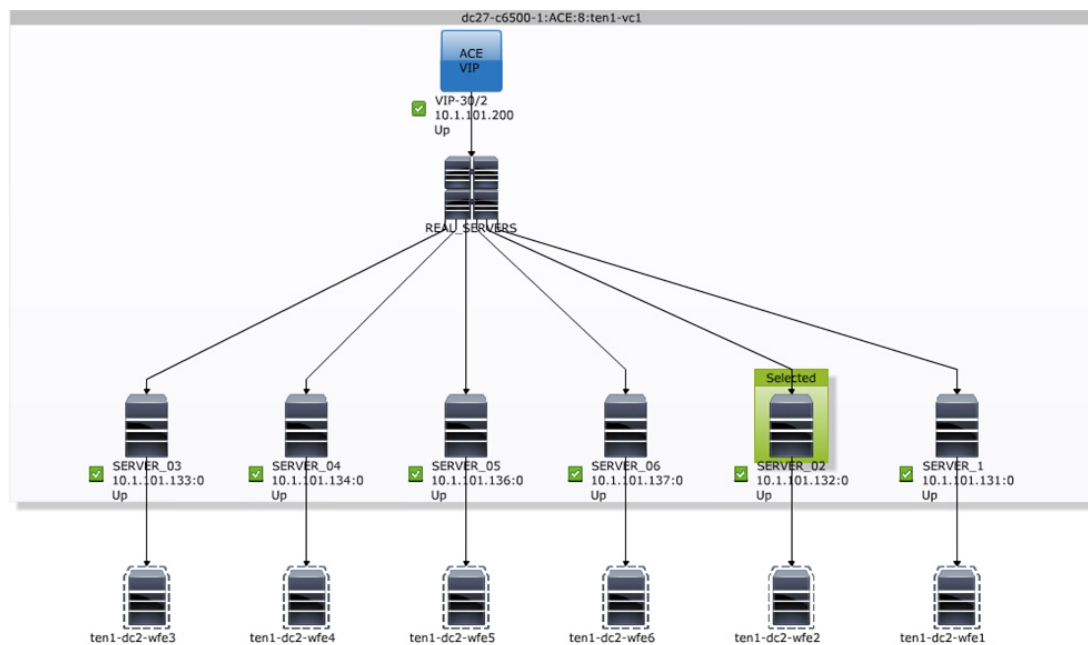 dc27-c6500-1:ACE:8:ten1-vc1
ACE
VIP
VIP-30/2
10.1.101.200
Up
REAL_SERVERS
Selected
SERVER_03
10.1.101.133:0
Up
SERVER_04
10.1.101.134:0
Up
SERVER_05
10.1.101.136:0
Up
SERVER_06
10.1.101.137:0
Up
SERVER_02
10.1.101.132:0
Up
SERVER_1
10.1.101.131:0
Up
ten1-dc2-wfe3
ten1-dc2-wfe4
ten1-dc2-wfe5
ten1-dc2-wfe6
ten1-dc2-wfe2
ten1-dc2-wfe1